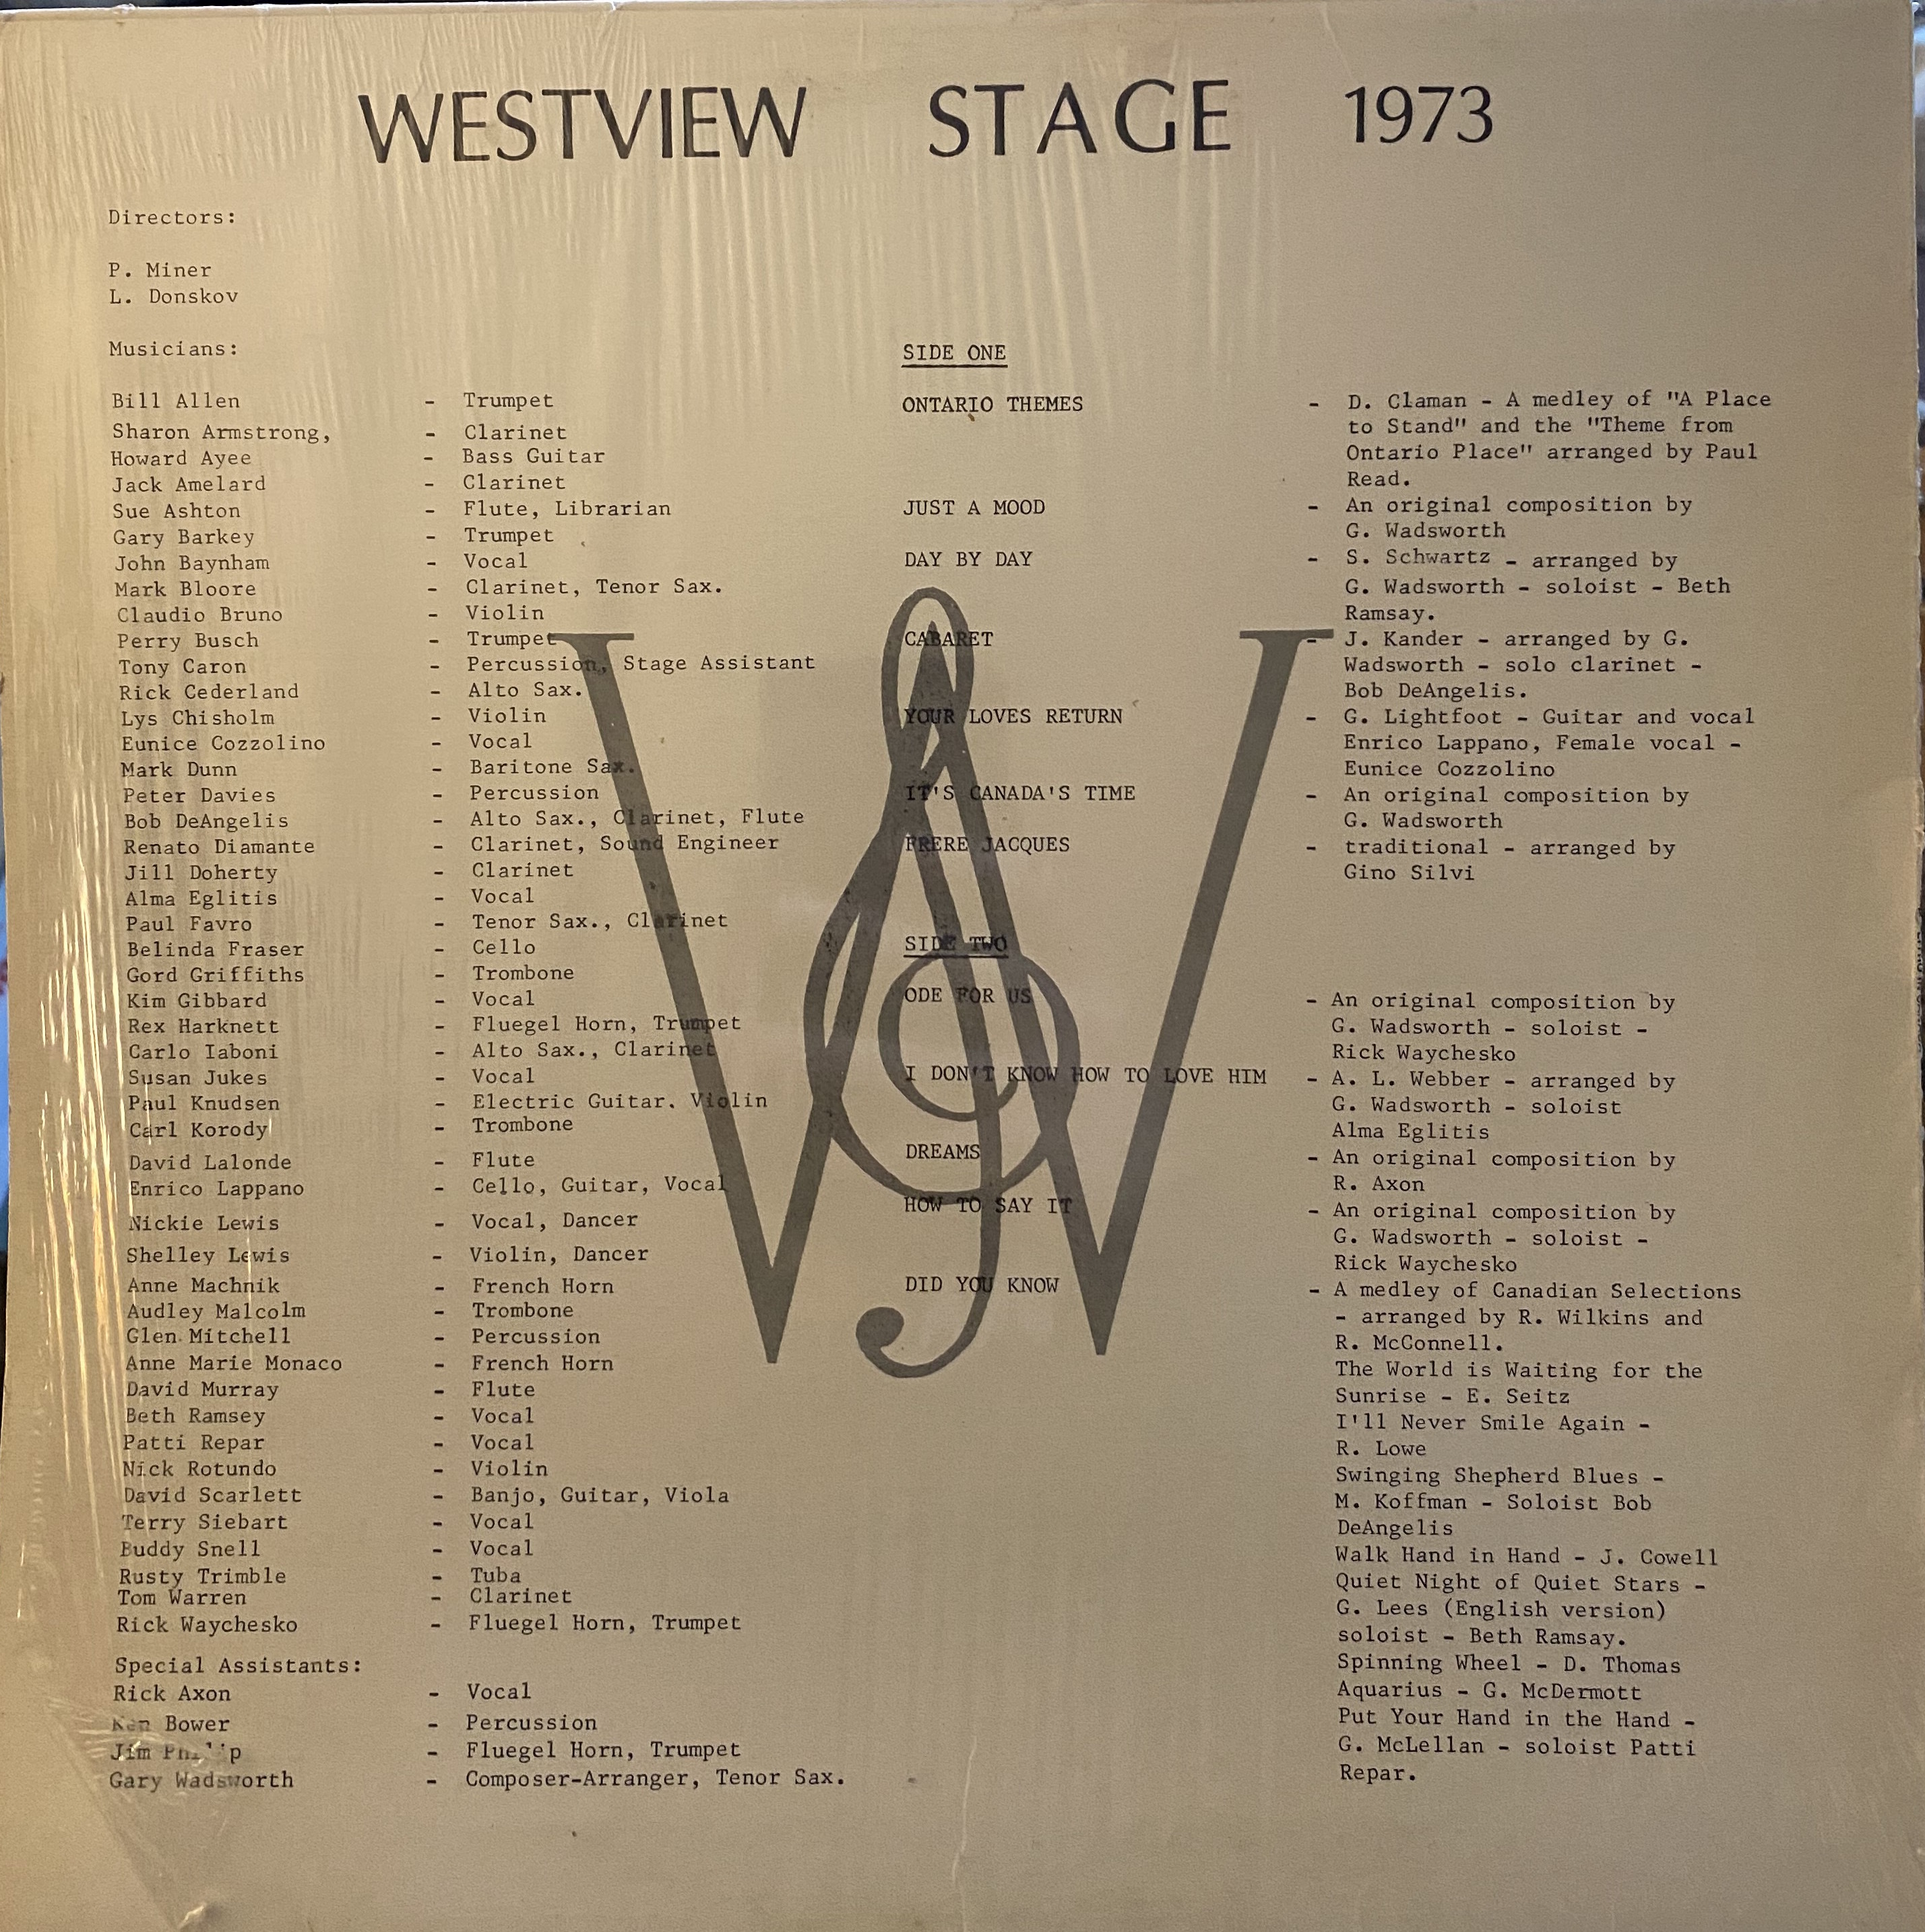 WESTVIEW STAGE 1973
Directors:
P. Miner
L. Donskov
Musicians:
Bill Allen - Trumpet
Sharon Armstrong, - Clarinet
Howard Ayee - Bass Guitar
Jack Amelard - Clarinet
Sue Ashton - Flute, Librarian
Gary Barkey - Trumpet
John Baynham - Vocal
Mark Bloore - Clarinet, Tenor Sax.
Claudio Bruno - Violin
Perry Busch - Trumpet
Tony Caron - Percussion, Stage Assistant
Rick Cederland - Alto Sax.
Lys Chisholm - Violin
Eunice Cozzolino - Vocal
Mark Dunn - Baritone Sax.
Peter Davies - Percussion
Bob DeAngelis - Alto Sax., Clarinet, Flute
Renato Diamante - Clarinet, Sound Engineer
Jill Doherty - Clarinet
Alma Eglitis - Vocal
Paul Favro - Tenor Sax., Clarinet
Belinda Fraser - Cello
Gord Griffiths - Trombone
Kim Gibbard - Vocal
Rex Harknett - Fluegel Horn, Trumpet
Carlo Iaboni - Alto Sax., Clarinet
Susan Jukes - Vocal
Paul Knudsen - Electric Guitar. Violin
Carl Korody - Trombone
David Lalonde - Flute
Enrico Lappano - Cello, Guitar, Vocal
Nickie Lewis - Vocal, Dancer
Shelley Lewis - Violin, Dancer
Anne Machnik - French Horn
Audley Malcolm - Trombone
Glen Mitchell - Percussion
Anne Marie Monaco - French Horn
David Murray - Flute
Beth Ramsey - Vocal
Patti Repar - Vocal
Nick Rotundo - Violin
David Scarlett - Banjo, Guitar, Viola
Terry Siebart - Vocal
Buddy Snell - Vocal
Rusty Trimble - Tuba
Tom Warren - Clarinet
Rick Waychesko - Fluegel Horn, Trumpet
Special Assistants:
Rick Axon - Vocal
Ken Bower - Percussion
Jim - Fluegel Horn, Trumpet
Gary Wadsworth - Composer-Arranger, Tenor Sax.
SIDE ONE
ONTARIO THEMES - D. Claman - A medley of "A Place
to Stand" and the "Theme from
Ontario Place" arranged by Paul
Read.
JUST A MOOD - An original composition by
G. Wadsworth
DAY BY DAY - S. Schwartz - arranged by
G. Wadsworth - soloist - Beth
Ramsay.
CABARET - J. Kander - arranged by G.
Wadsworth - solo clarinet -
Bob DeAngelis.
YOUR LOVES RETURN - G. Lightfoot - Guitar and vocal
Enrico Lappano, Female vocal -
Eunice Cozzolino
IT'S CANADA'S TIME - An original composition by
G. Wadsworth
FRERE JACQUES - traditional - arranged by
Gino Silvi
SIDE TWO
ODE FOR US - An original composition by
G. Wadsworth - soloist -
Rick Waychesko
I DON'T KNOW HOW TO LOVE HIM - A. L. Webber - arranged by
G. Wadsworth - soloist
Alma Eglitis
DREAMS - An original composition by
R. Axon
HOW TO SAY IT - An original composition by
G. Wadsworth - soloist -
Rick Waychesko
DID YOU KNOW - A medley of Canadian Selections
- arranged by R. Wilkins and
R. McConnell.
The World is Waiting for the
Sunrise - E. Seitz
I'll Never Smile Again -
R. Lowe
Swinging Shepherd Blues -
M. Koffman - Soloist Bob
DeAngelis
Walk Hand in Hand - J. Cowell
Quiet Night of Quiet Stars -
G. Lees (English version)
soloist - Beth Ramsay.
Spinning Wheel - D. Thomas
Aquarius - G. McDermott
Put Your Hand in the Hand -
G. McLellan - soloist Patti
Repar.